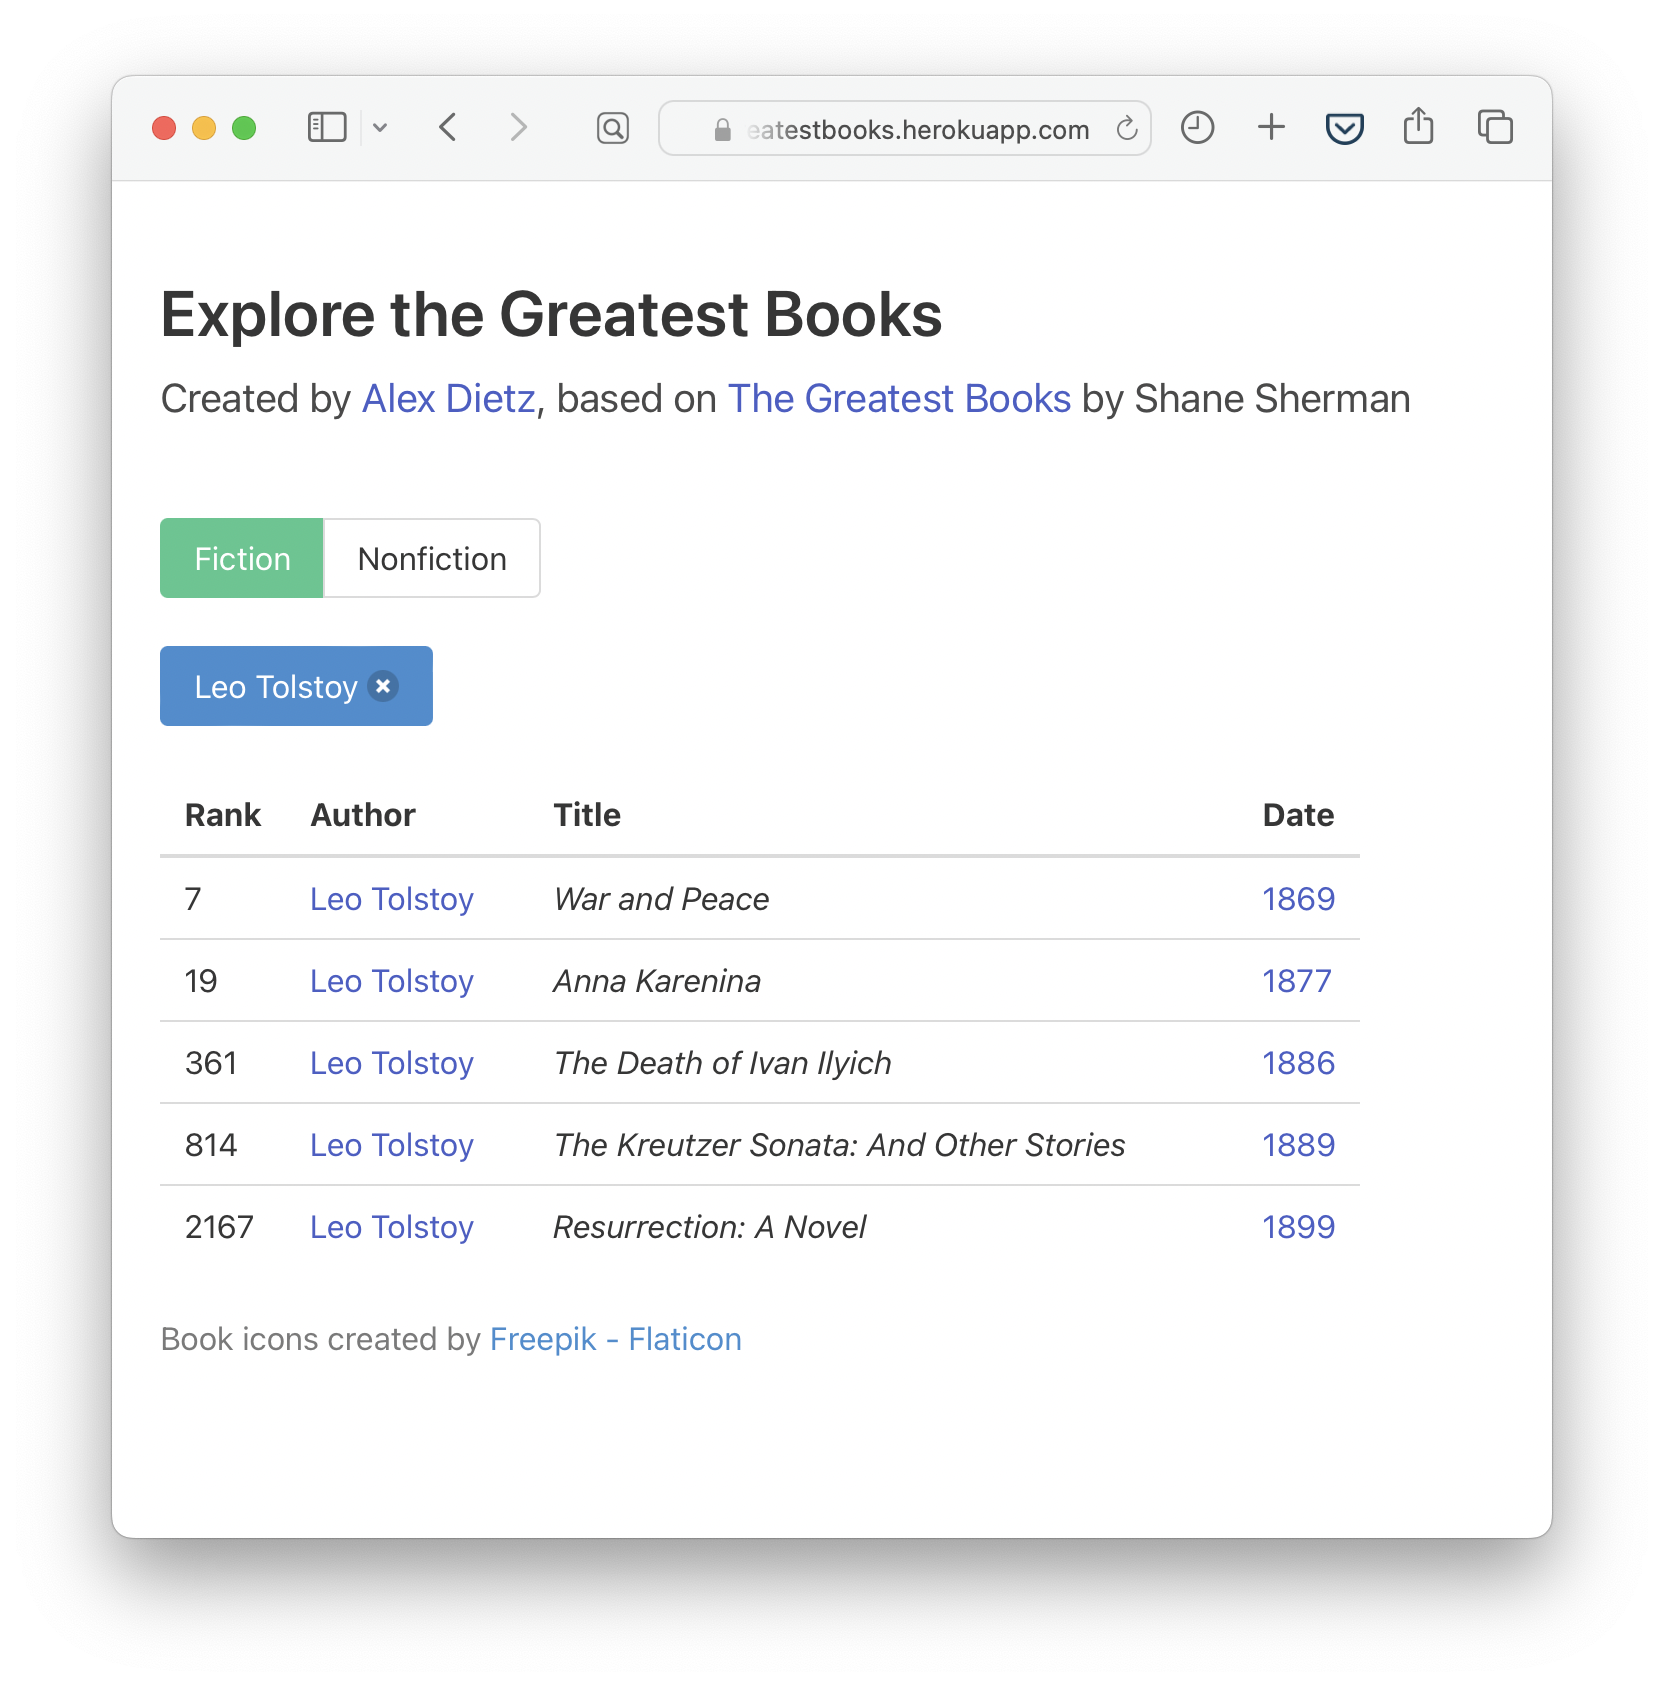 eatestbooks.herokuapp.com
Explore the Greatest Books
Created by Alex Dietz, based on The Greatest Books by Shane Sherman
Fiction Nonfiction
Leo Tolstoy
Rank Author Title Date
7 Leo Tolstoy War and Peace 1869
19 Leo Tolstoy Anna Karenina 1877
361 Leo Tolstoy The Death of Ivan Ilyich 1886
814 Leo Tolstoy The Kreutzer Sonata: And Other Stories 1889
2167 Leo Tolstoy Resurrection: A Novel 1899
Book icons created by Freepik - Flaticon